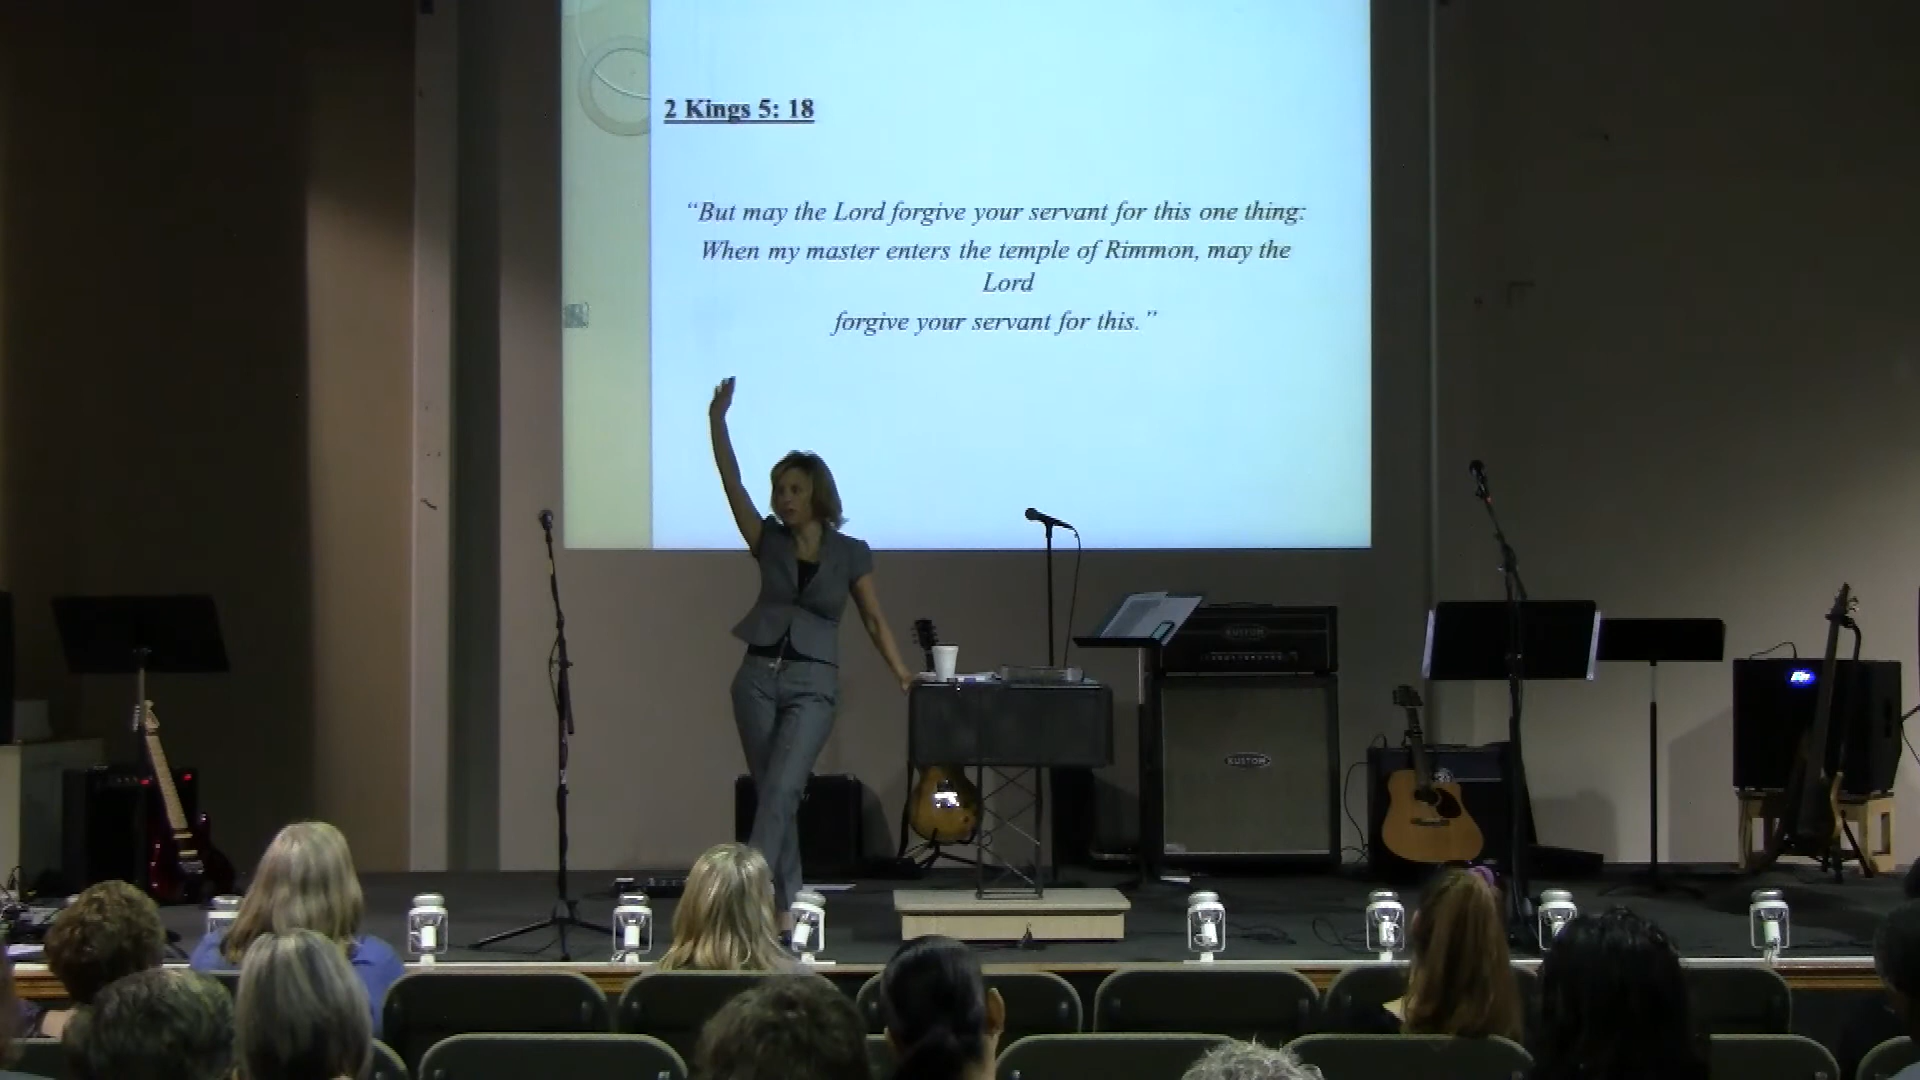 2 Kings 5: 18
“But may the Lord forgive your servant for this one thing:
When my master enters the temple of Rimmon, may the
Lord
forgive your servant for this.”
KUSTOM
KUSTOM